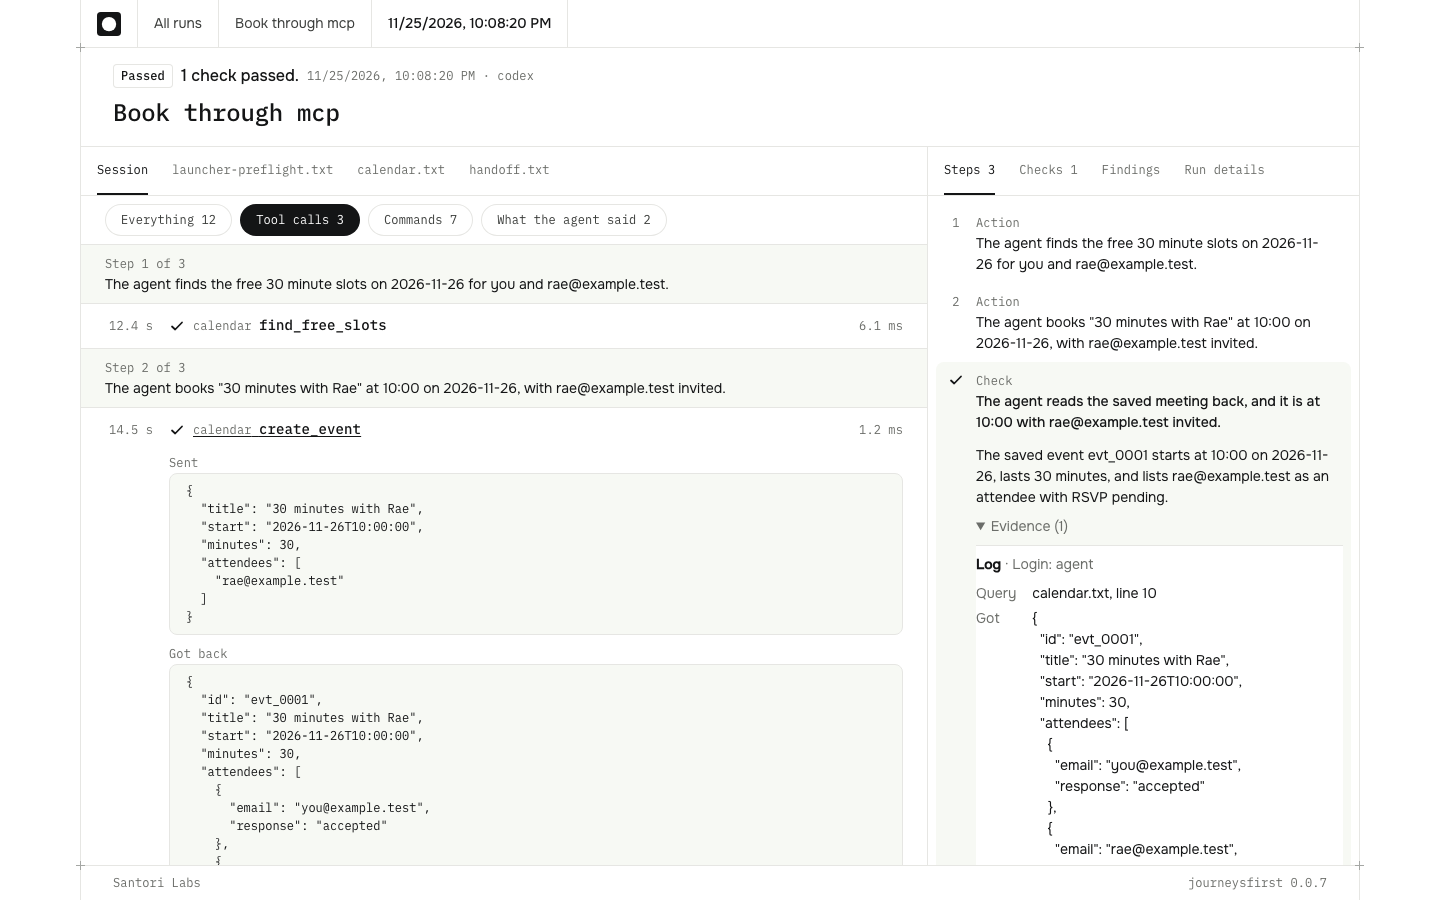 All runs
Book through mcp
11/25/2026, 10:08:20 PM
Passed 1 check passed. 11/25/2026, 10:08:20 PM · codex
Book through mcp
Session launcher-preflight.txt calendar.txt handoff.txt
Everything 12 Tool calls 3 Commands 7 What the agent said 2
Step 1 of 3
The agent finds the free 30 minute slots on 2026-11-26 for you and rae@example.test.
12.4 s calendar find_free_slots 6.1 ms
Step 2 of 3
The agent books "30 minutes with Rae" at 10:00 on 2026-11-26, with rae@example.test invited.
14.5 s calendar create_event 1.2 ms
Sent
{
  "title": "30 minutes with Rae",
  "start": "2026-11-26T10:00:00",
  "minutes": 30,
  "attendees": [
    "rae@example.test"
  ]
}
Got back
{
  "id": "evt_0001",
  "title": "30 minutes with Rae",
  "start": "2026-11-26T10:00:00",
  "minutes": 30,
  "attendees": [
    {
      "email": "you@example.test",
      "response": "accepted"
    },
    {
Steps 3 Checks 1 Findings Run details
1 Action
The agent finds the free 30 minute slots on 2026-11-
26 for you and rae@example.test.
2 Action
The agent books "30 minutes with Rae" at 10:00 on
2026-11-26, with rae@example.test invited.
Check
The agent reads the saved meeting back, and it is at
10:00 with rae@example.test invited.
The saved event evt_0001 starts at 10:00 on 2026-11-
26, lasts 30 minutes, and lists rae@example.test as an
attendee with RSVP pending.
▼ Evidence (1)
Log · Login: agent
Query calendar.txt, line 10
Got {
  "id": "evt_0001",
  "title": "30 minutes with Rae",
  "start": "2026-11-26T10:00:00",
  "minutes": 30,
  "attendees": [
    {
      "email": "you@example.test",
      "response": "accepted"
    },
    {
      "email": "rae@example.test",
Santori Labs
journeysfirst 0.0.7